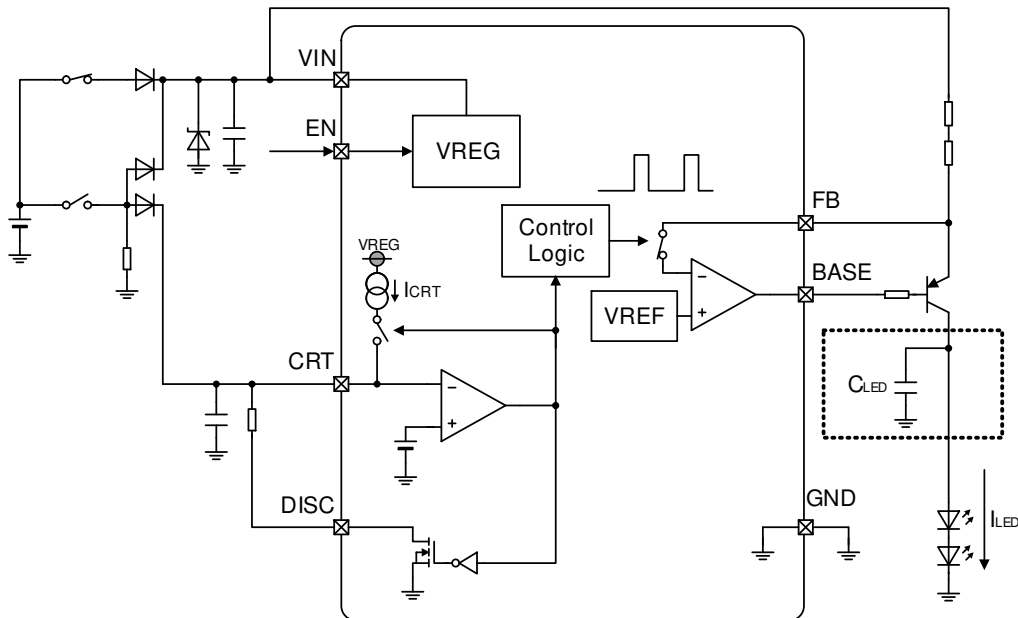 VIN
EN
VREG
FB
Control
Logic
VREG
ICRT
BASE
VREF
CRT
CLED
DISC
GND
ILED